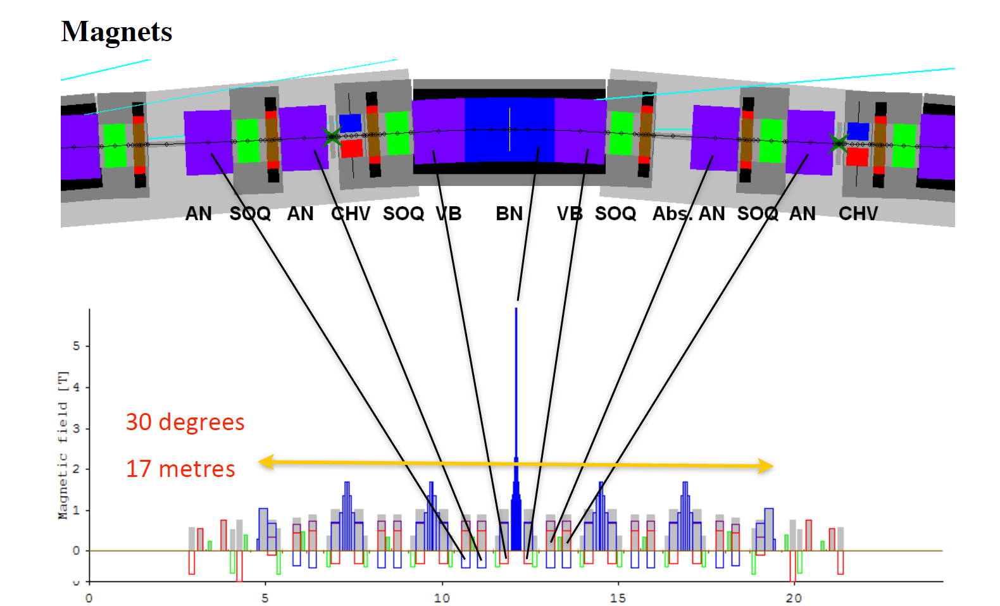 Magnets
AN SOQ AN CHV SOQ VB BN VB SOQ Abs. AN SOQ AN CHV
5
4
3
2
1
0
Magnetic field [T]
30 degrees
17 metres
0 5 10 15 20